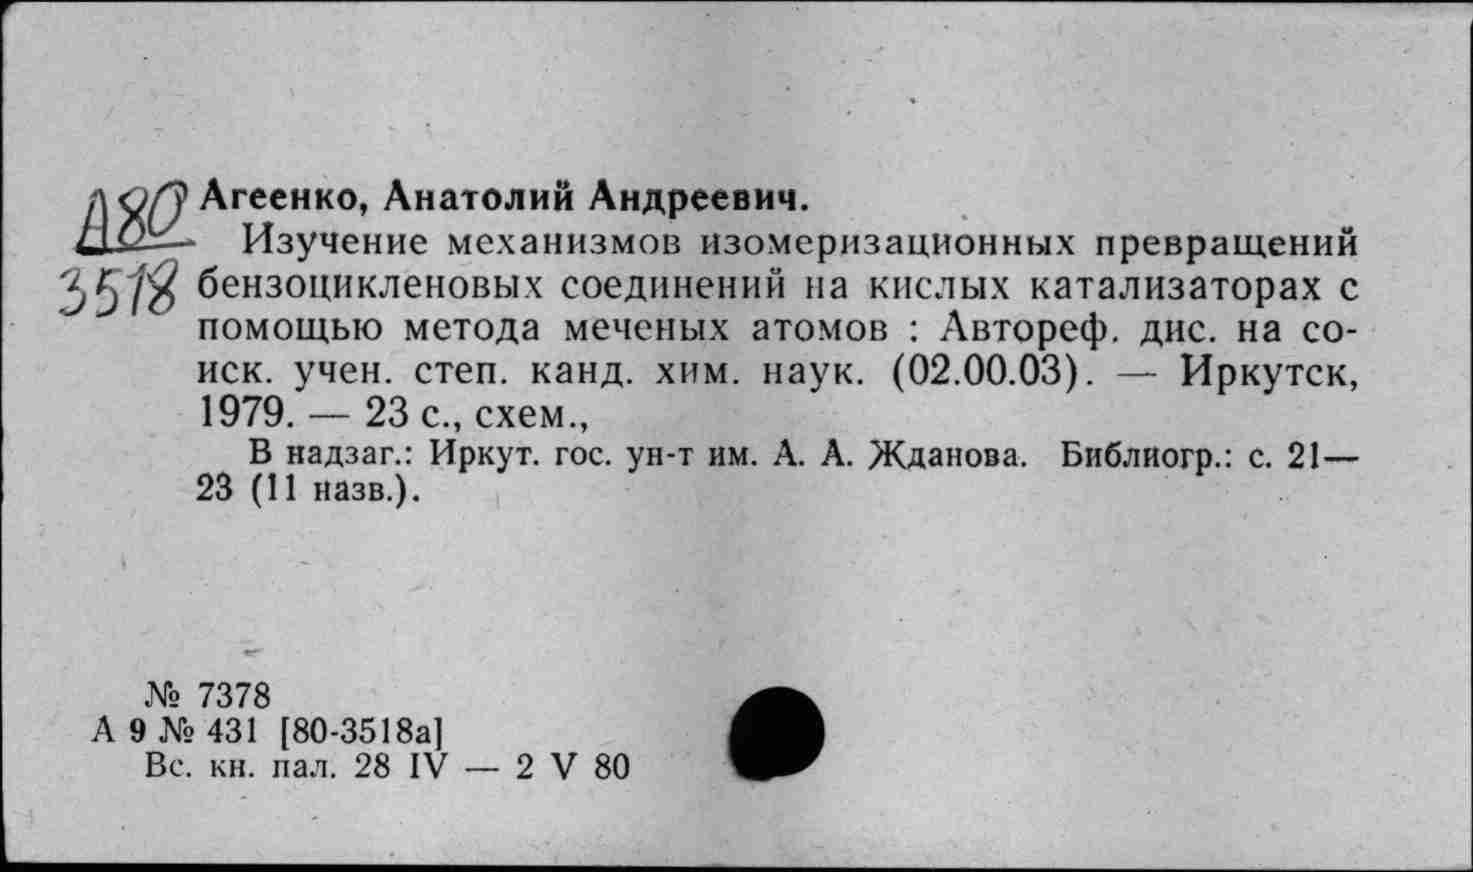 А80 Агеенко, Анатолий Андреевич.
Изучение механизмов изомеризационных превращений
3518 бензоцикленовых соединений на кислых катализаторах с
помощью метода меченых атомов : Автореф. дис. на со-
иск. учен. степ. канд. хим. наук. (02.00.03). — Иркутск,
1979. — 23 с., схем.,
В надзаг.: Иркут. гос. ун-т им. А. А. Жданова. Библиогр.: с. 21—
23 (11 назв.).
№ 7378
А 9 № 431 [80-3518а]
Вс. кн. пал. 28 IV — 2 V 80